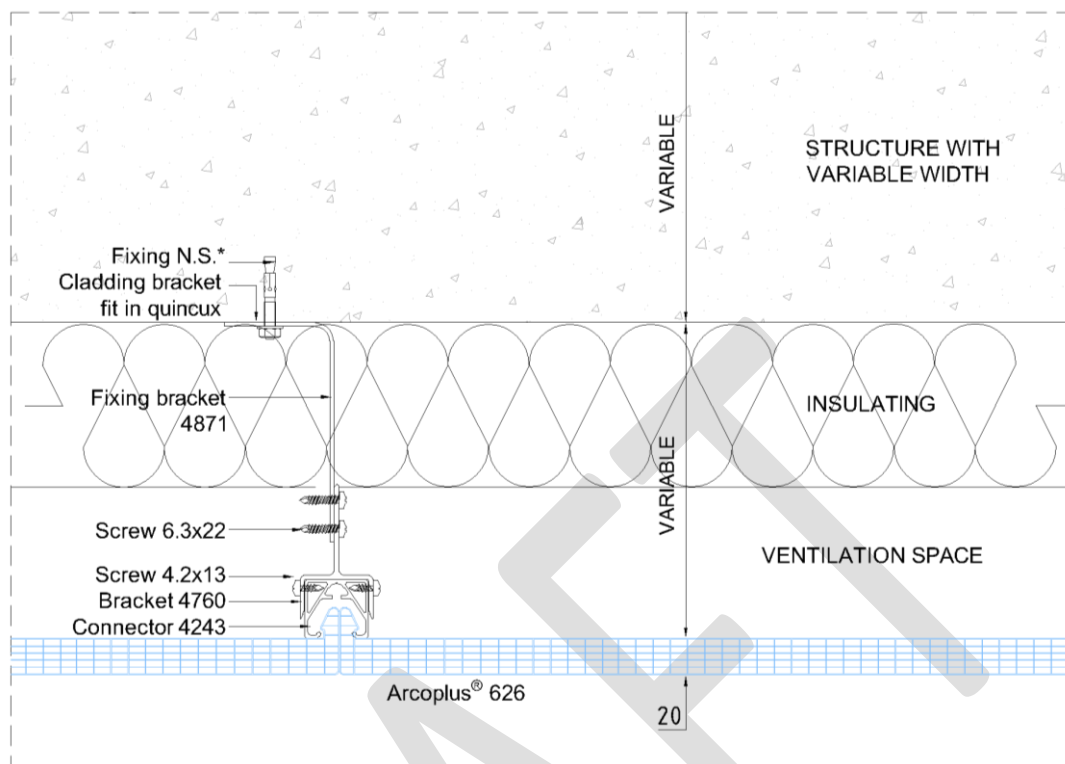 VARIABLE
STRUCTURE WITH
VARIABLE WIDTH
Fixing N.S.*
Cladding bracket
fit in quincux
Fixing bracket
4871
INSULATING
VARIABLE
Screw 6.3x22
VENTILATION SPACE
Screw 4.2x13
Bracket 4760
Connector 4243
Arcoplus® 626
20
AFT